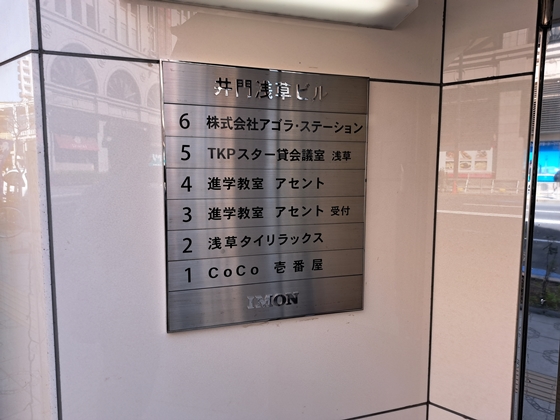 井門浅草ビル
6 株式会社アゴラ・ステーション
5 TKPスター貸会議室 浅草
4 進学教室 アセント
3 進学教室 アセント 受付
2 浅草タイリラックス
1 CoCo 壱番屋
IMON